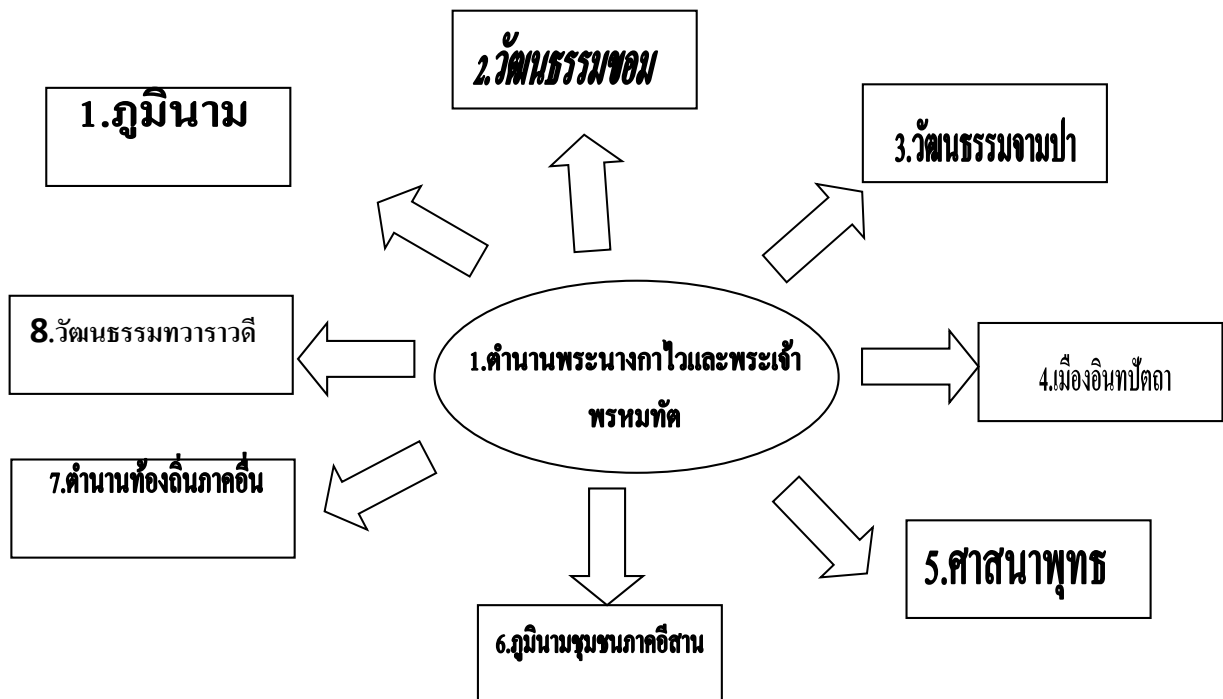 2.วัฒนธรรมขอม
1.ภูมินาม
3.วัฒนธรรมจามปา
8.วัฒนธรรมทวาราวดี
1.ตำนานพระนางกาไวและพระเจ้า
พรหมทัต
4.เมืองอินทปัตถา
7.ตำนานท้องถิ่นภาคอื่น
5.ศาสนาพุทธ
6.ภูมินามชุมชนภาคอีสาน